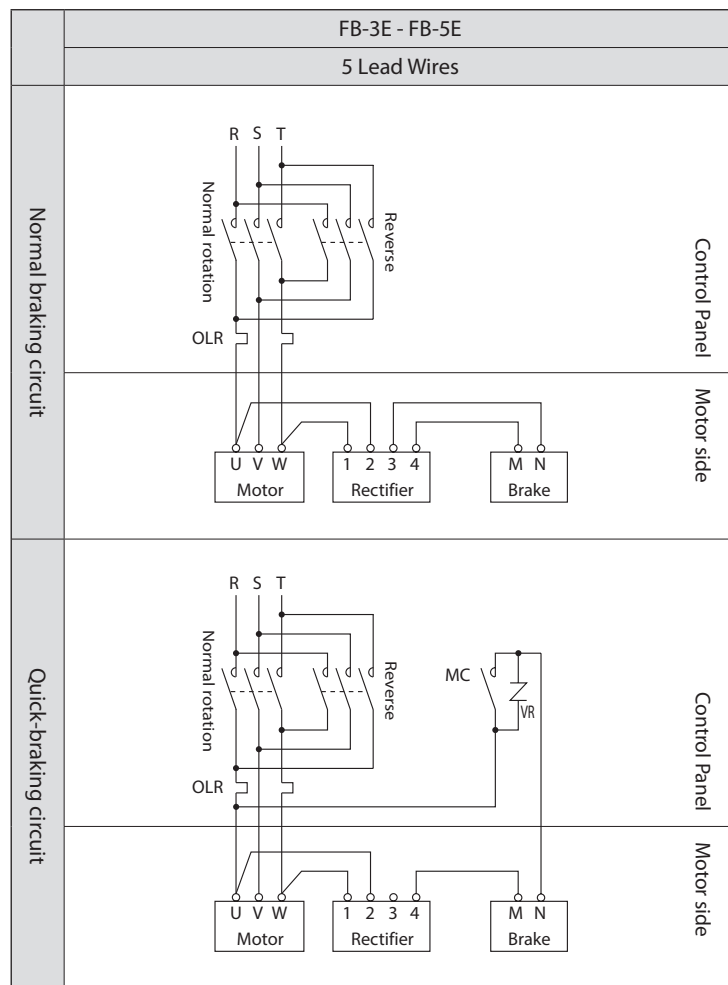 FB-3E - FB-5E
5 Lead Wires
Normal braking circuit
R S T
Normal rotation
Reverse
OLR
Control Panel
Motor side
U V W
Motor
1 2 3 4
Rectifier
M N
Brake
Quick-braking circuit
R S T
Normal rotation
Reverse
MC
VR
OLR
Control Panel
Motor side
U V W
Motor
1 2 3 4
Rectifier
M N
Brake